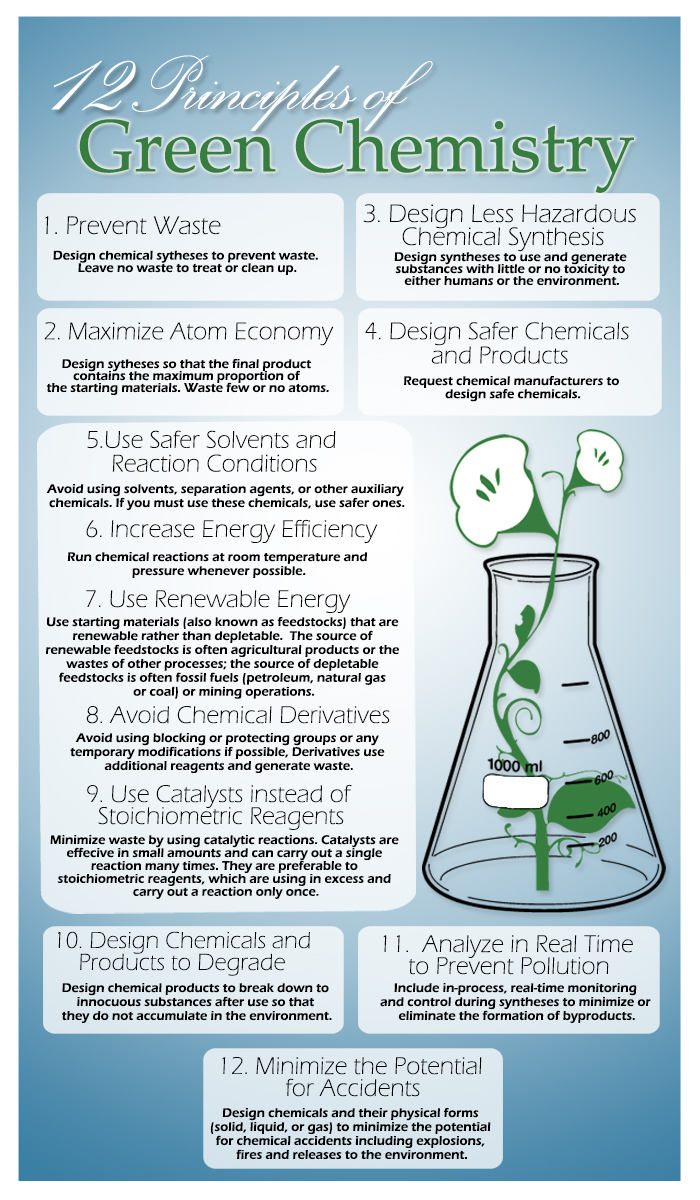 12 Principles of
Green Chemistry
1. Prevent Waste
Design chemical sytheses to prevent waste.
Leave no waste to treat or clean up.
2. Maximize Atom Economy
Design sytheses so that the final product
contains the maximum proportion of
the starting materials. Waste few or no atoms.
3. Design Less Hazardous
Chemical Synthesis
Design syntheses to use and generate
substances with little or no toxicity to
either humans or the environment.
4. Design Safer Chemicals
and Products
Request chemical manufacturers to
design safe chemicals.
5.Use Safer Solvents and
Reaction Conditions
Avoid using solvents, separation agents, or other auxiliary
chemicals. If you must use these chemicals, use safer ones.
6. Increase Energy Efficiency
Run chemical reactions at room temperature and
pressure whenever possible.
7. Use Renewable Energy
Use starting materials (also known as feedstocks) that are
renewable rather than depletable. The source of
renewable feedstocks is often agricultural products or the
wastes of other processes; the source of depletable
feedstocks is often fossil fuels (petroleum, natural gas
or coal) or mining operations.
8. Avoid Chemical Derivatives
Avoid using blocking or protecting groups or any
temporary modifications if possible, Derivatives use
additional reagents and generate waste.
9. Use Catalysts instead of
Stoichiometric Reagents
Minimize waste by using catalytic reactions. Catalysts are
effecive in small amounts and can carry out a single
reaction many times. They are preferable to
stoichiometric reagents, which are using in excess and
carry out a reaction only once.
800
1000 ml
600
400
200
10. Design Chemicals and
Products to Degrade
Design chemical products to break down to
innocuous substances after use so that
they do not accumulate in the environment.
11. Analyze in Real Time
to Prevent Pollution
Include in-process, real-time monitoring
and control during syntheses to minimize or
eliminate the formation of byproducts.
12. Minimize the Potential
for Accidents
Design chemicals and their physical forms
(solid, liquid, or gas) to minimize the potential
for chemical accidents including explosions,
fires and releases to the environment.